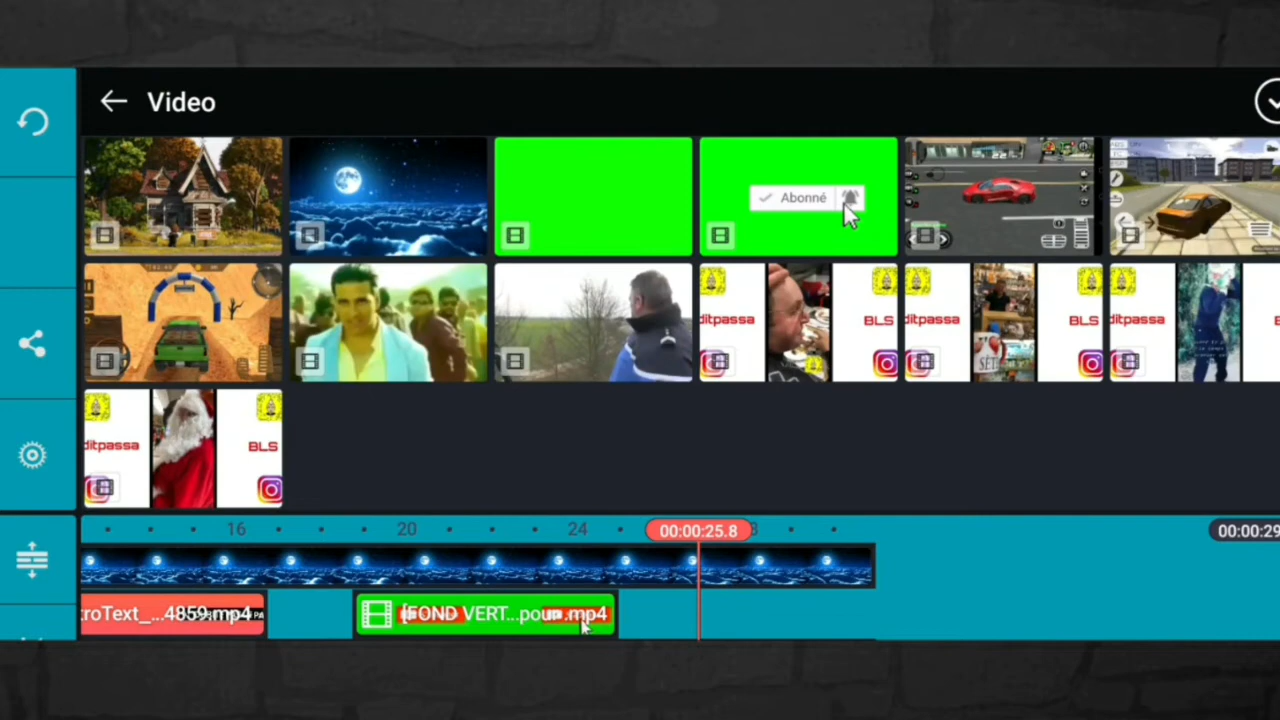 Video
Abonné
ditpassa BLS ditpassa BLS ditpassa
ditpassa BLS
16 20 24 00:00:25.8 8 00:00:29
roText_...4859.mp4 [FOND VERT...pour.mp4